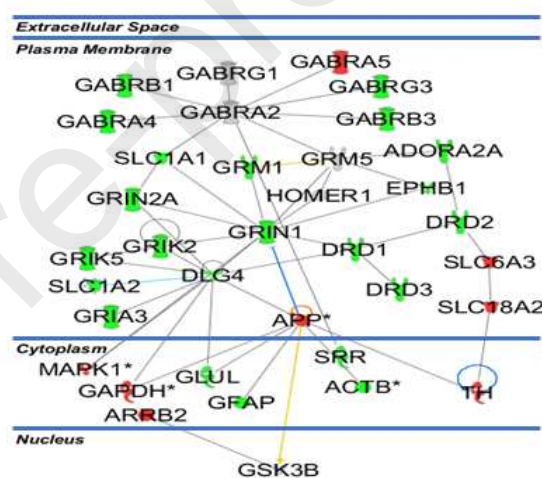 Extracellular Space
Plasma Membrane
GABRA5
GABRG1
GABRB1
GABRG3
GABRA2
GABRA4
GABRB3
ADORA2A
SLC1A1
GRM1
GRM5
EPHB1
HOMER1
GRIN2A
DRD2
GRIN1
GRIK2
DRD1
GRIK5
SLC6A3
DLG4
SLC1A2
DRD3
SLC18A2
GRIA3
APP*
Cytoplasm
SRR
MAPK1*
GLUL
GAPDH*
ACTB*
TH
GFAP
ARRB2
Nucleus
GSK3B